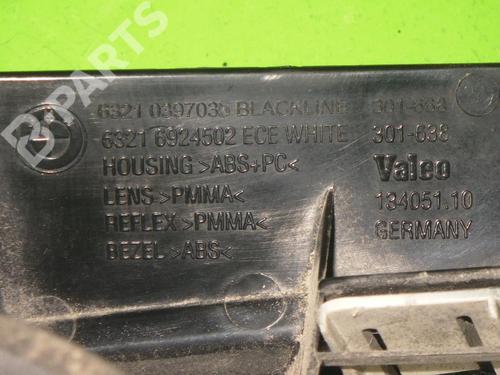 B-PARTS
6321 0397035 BLACKLINE 301-633
6321 6924502 ECE WHITE 301-638
HOUSING >ABS+PC< Valeo
LENS >PMMA< 134051.10
REFLEX >PMMA< GERMANY
BEZEL >ABS<